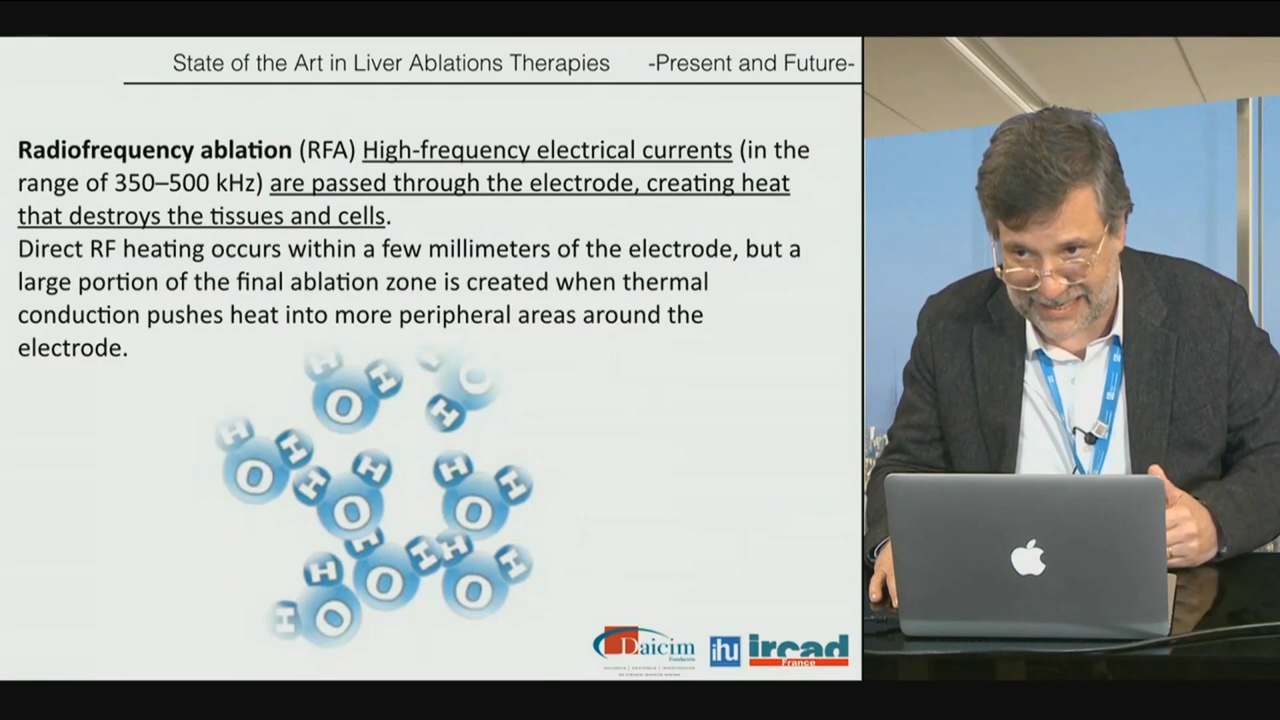 State of the Art in Liver Ablations Therapies -Present and Future-
Radiofrequency ablation (RFA) High-frequency electrical currents (in the
range of 350–500 kHz) are passed through the electrode, creating heat
that destroys the tissues and cells.
Direct RF heating occurs within a few millimeters of the electrode, but a
large portion of the final ablation zone is created when thermal
conduction pushes heat into more peripheral areas around the
electrode.
H H O
O H
H H O
H H O
H H O
H O
H H O
H H O
Daicim
Fundación
ihu
ircad
France